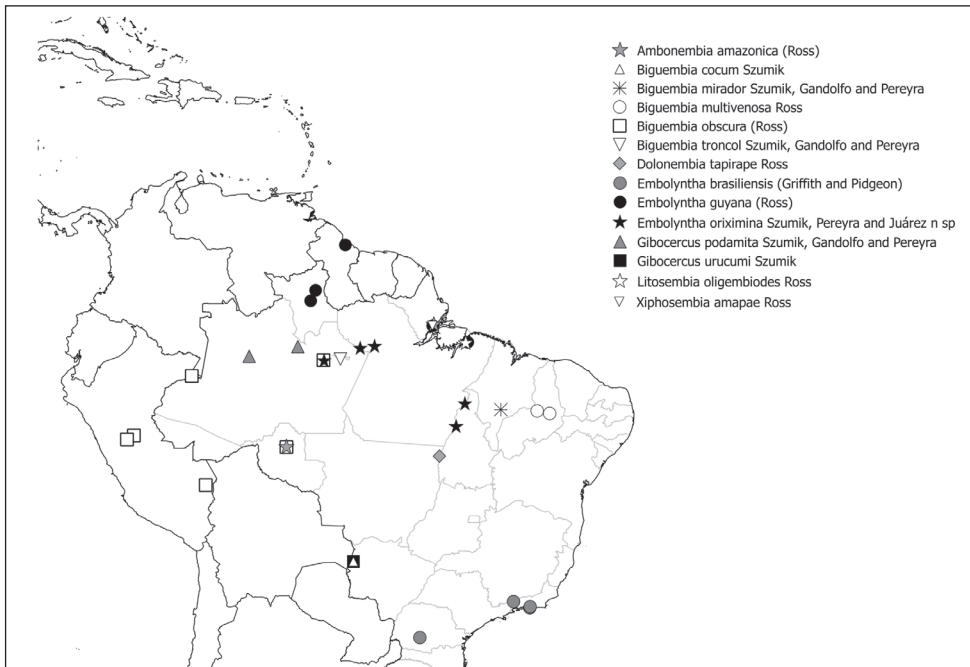 Ambonembia amazonica (Ross)
Biguembia cocum Szumik
Biguembia mirador Szumik, Gandolfo and Pereyra
Biguembia multivenosa Ross
Biguembia obscura (Ross)
Biguembia troncol Szumik, Gandolfo and Pereyra
Dolonembia tapirape Ross
Embolyntha brasiliensis (Griffith and Pidgeon)
Embolyntha guyana (Ross)
Embolyntha oriximina Szumik, Pereyra and Juárez n sp
Gibocercus podamita Szumik, Gandolfo and Pereyra
Gibocercus urucumi Szumik
Litosembia oligembiodes Ross
Xiphosembia amapae Ross